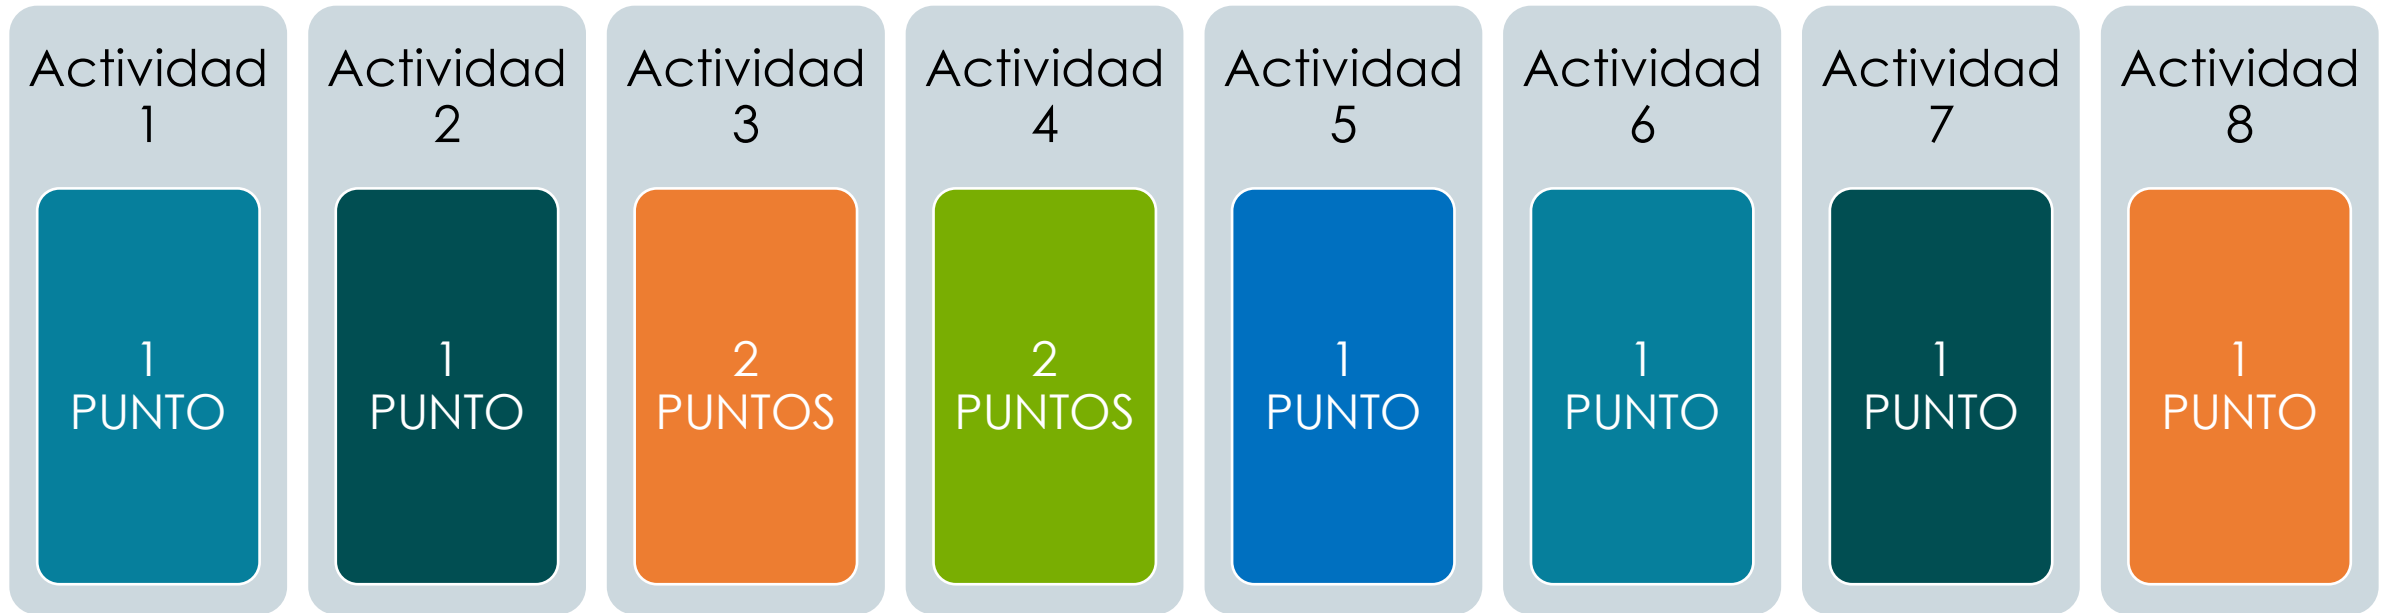 Actividad
1
1
PUNTO
Actividad
2
1
PUNTO
Actividad
3
2
PUNTOS
Actividad
4
2
PUNTOS
Actividad
5
1
PUNTO
Actividad
6
1
PUNTO
Actividad
7
1
PUNTO
Actividad
8
1
PUNTO